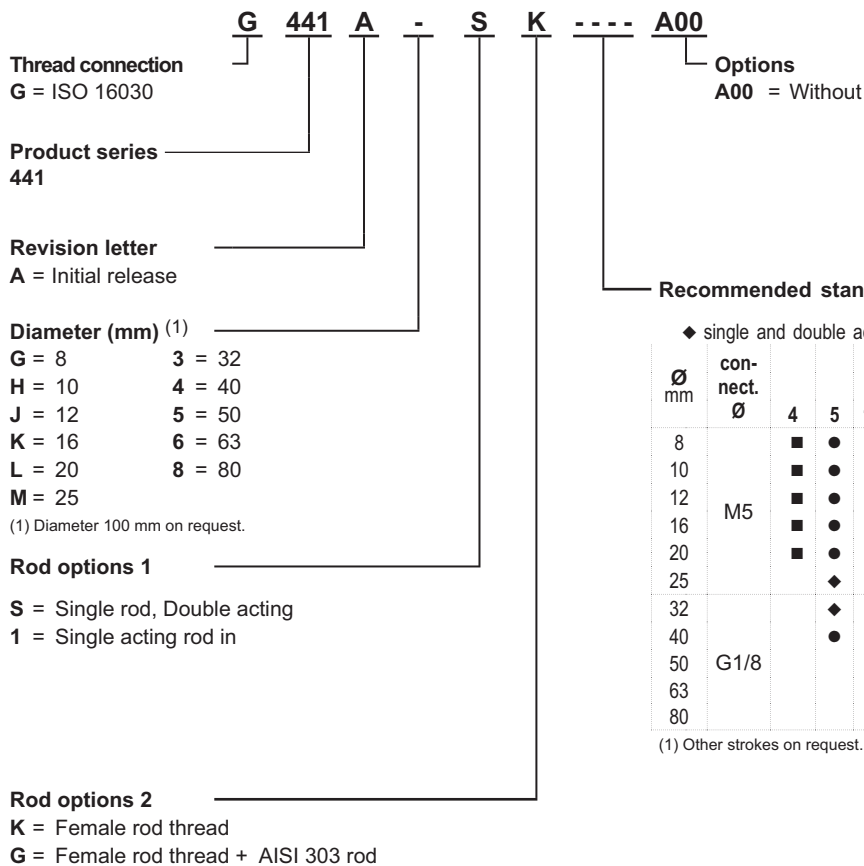 G 441 A - S K - - - - A00
Thread connection
G = ISO 16030
Options
A00 = Without
Product series
441
Revision letter
A = Initial release
Diameter (mm) (1)
G = 8 3 = 32
H = 10 4 = 40
J = 12 5 = 50
K = 16 6 = 63
L = 20 8 = 80
M = 25
(1) Diameter 100 mm on request.
Rod options 1
S = Single rod, Double acting
1 = Single acting rod in
Rod options 2
K = Female rod thread
G = Female rod thread + AISI 303 rod
Recommended stan
◆ single and double a
Ø mm con-nect. Ø 4 5
8 ■ ●
10 ■ ●
12 ■ ●
M5
16 ■ ●
20 ■ ●
25 ◆
32 ◆
40 ●
50 G1/8
63
80
(1) Other strokes on request.